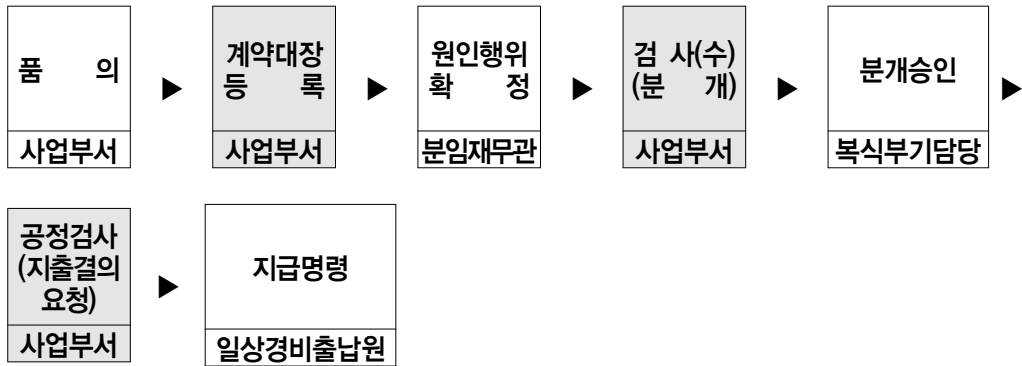 품 의
사업부서
▶
계약대장
등 록
사업부서
▶
원인행위
확 정
분임재무관
▶
검 사(수)
(분 개)
사업부서
▶
분개승인
복식부기담당
▶
공정검사
(지출결의
요청)
사업부서
▶
지급명령
일상경비출납원